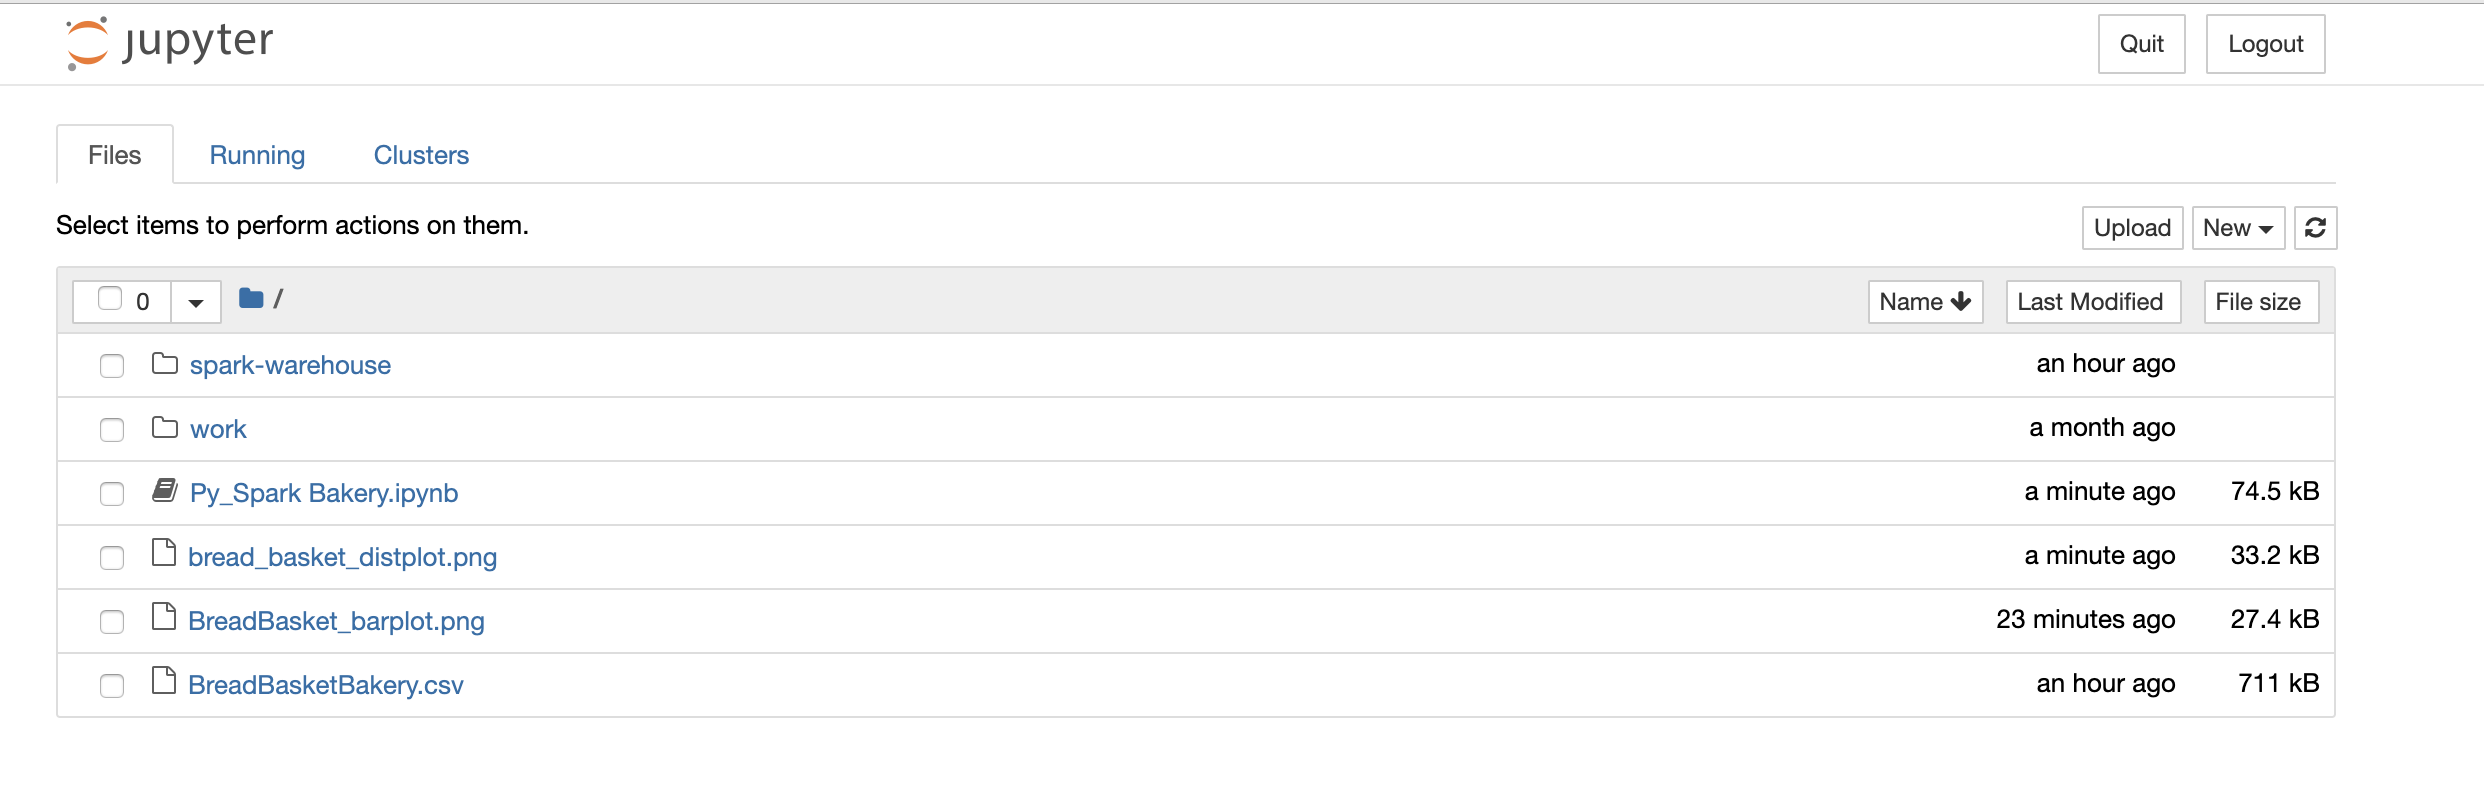 jupyter
Quit Logout
Files Running Clusters
Select items to perform actions on them.
Upload New
0 / Name Last Modified File size
spark-warehouse an hour ago
work a month ago
Py_Spark Bakery.ipynb a minute ago 74.5 kB
bread_basket_distplot.png a minute ago 33.2 kB
BreadBasket_barplot.png 23 minutes ago 27.4 kB
BreadBasketBakery.csv an hour ago 711 kB